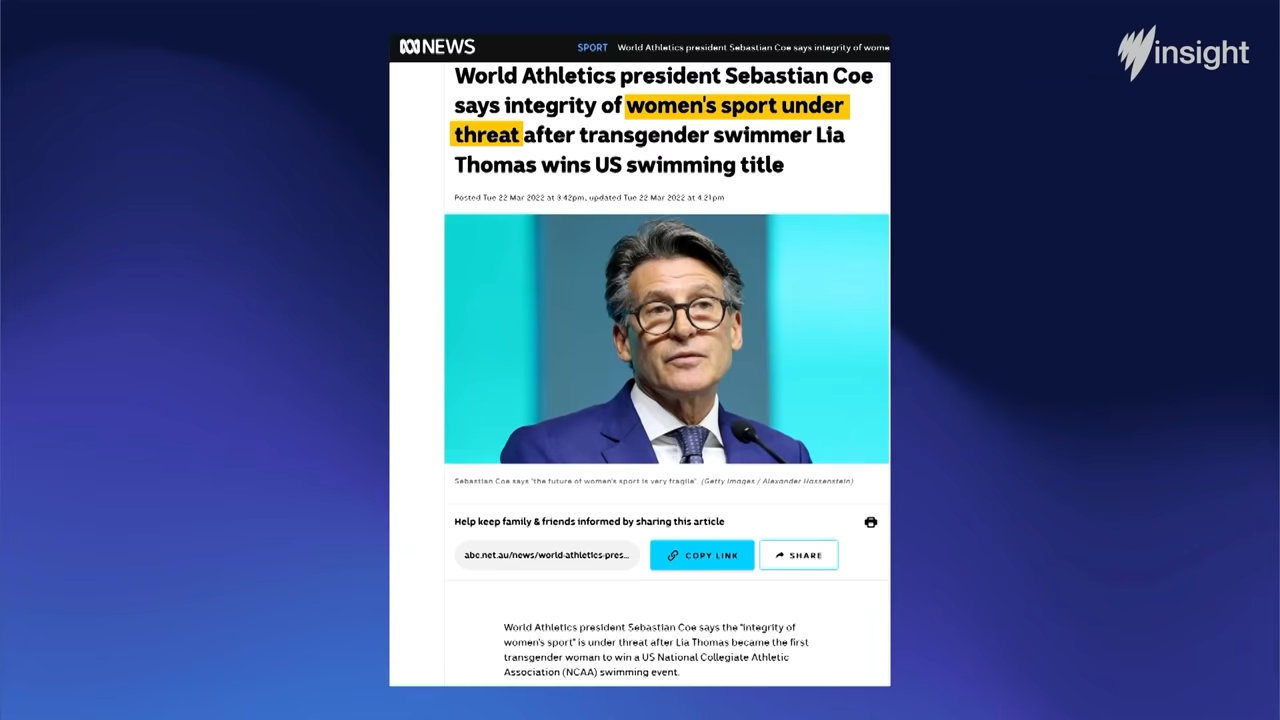 NEWS
SPORT World Athletics president Sebastian Coe says integrity of wome
insight
World Athletics president Sebastian Coe
says integrity of women's sport under
threat after transgender swimmer Lia
Thomas wins US swimming title
Posted Tue 22 Mar 2022 at 3:42pm, updated Tue 22 Mar 2022 at 4:21pm
Sebastian Coe says 'the future of women's sport is very fragile'. (Getty Images / Alexander Hassenstein)
Help keep family & friends informed by sharing this article
abc.net.au/news/world-athletics-pres...
COPY LINK
SHARE
World Athletics president Sebastian Coe says the "integrity of
women's sport" is under threat after Lia Thomas became the first
transgender woman to win a US National Collegiate Athletic
Association (NCAA) swimming event.